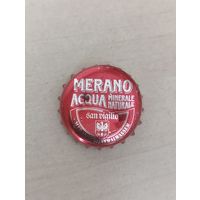 MERANO
ACQUA MINERALE
NATURALE
San Vigilio